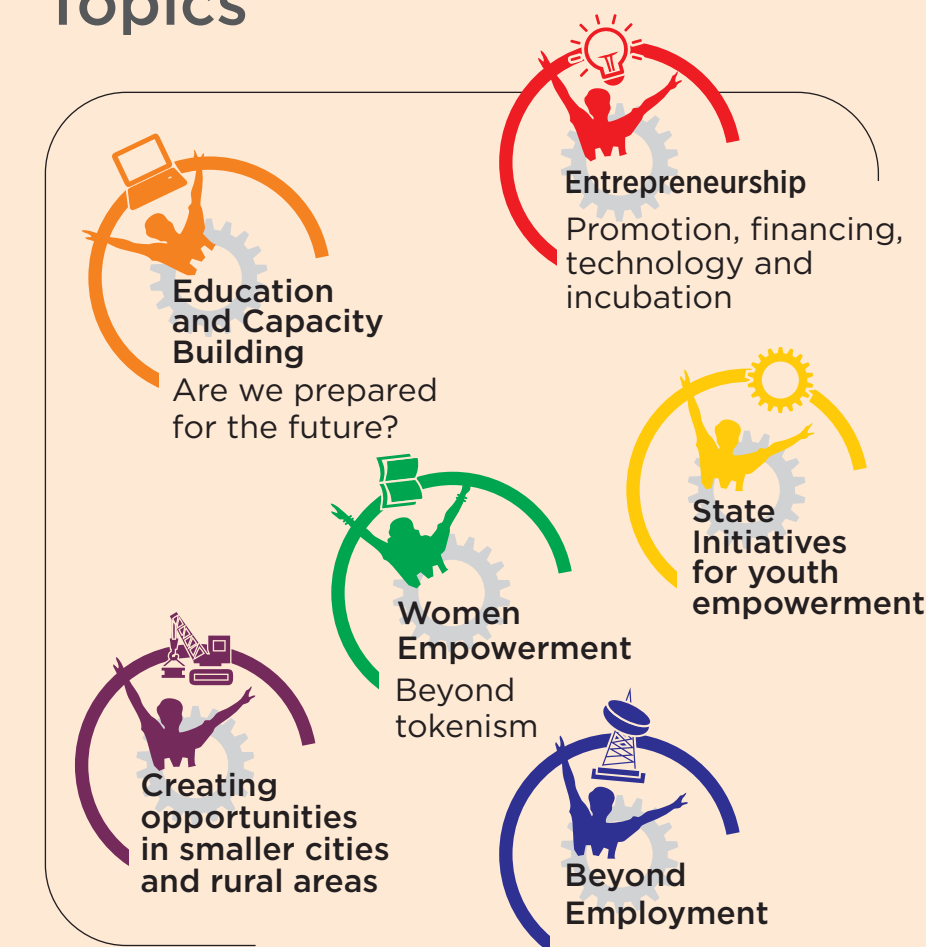 Topics
Entrepreneurship
Promotion, financing,
technology and
incubation
Education
and Capacity
Building
Are we prepared
for the future?
State
Initiatives
for youth
empowerment
Women
Empowerment
Beyond
tokenism
Creating
opportunities
in smaller cities
and rural areas
Beyond
Employment